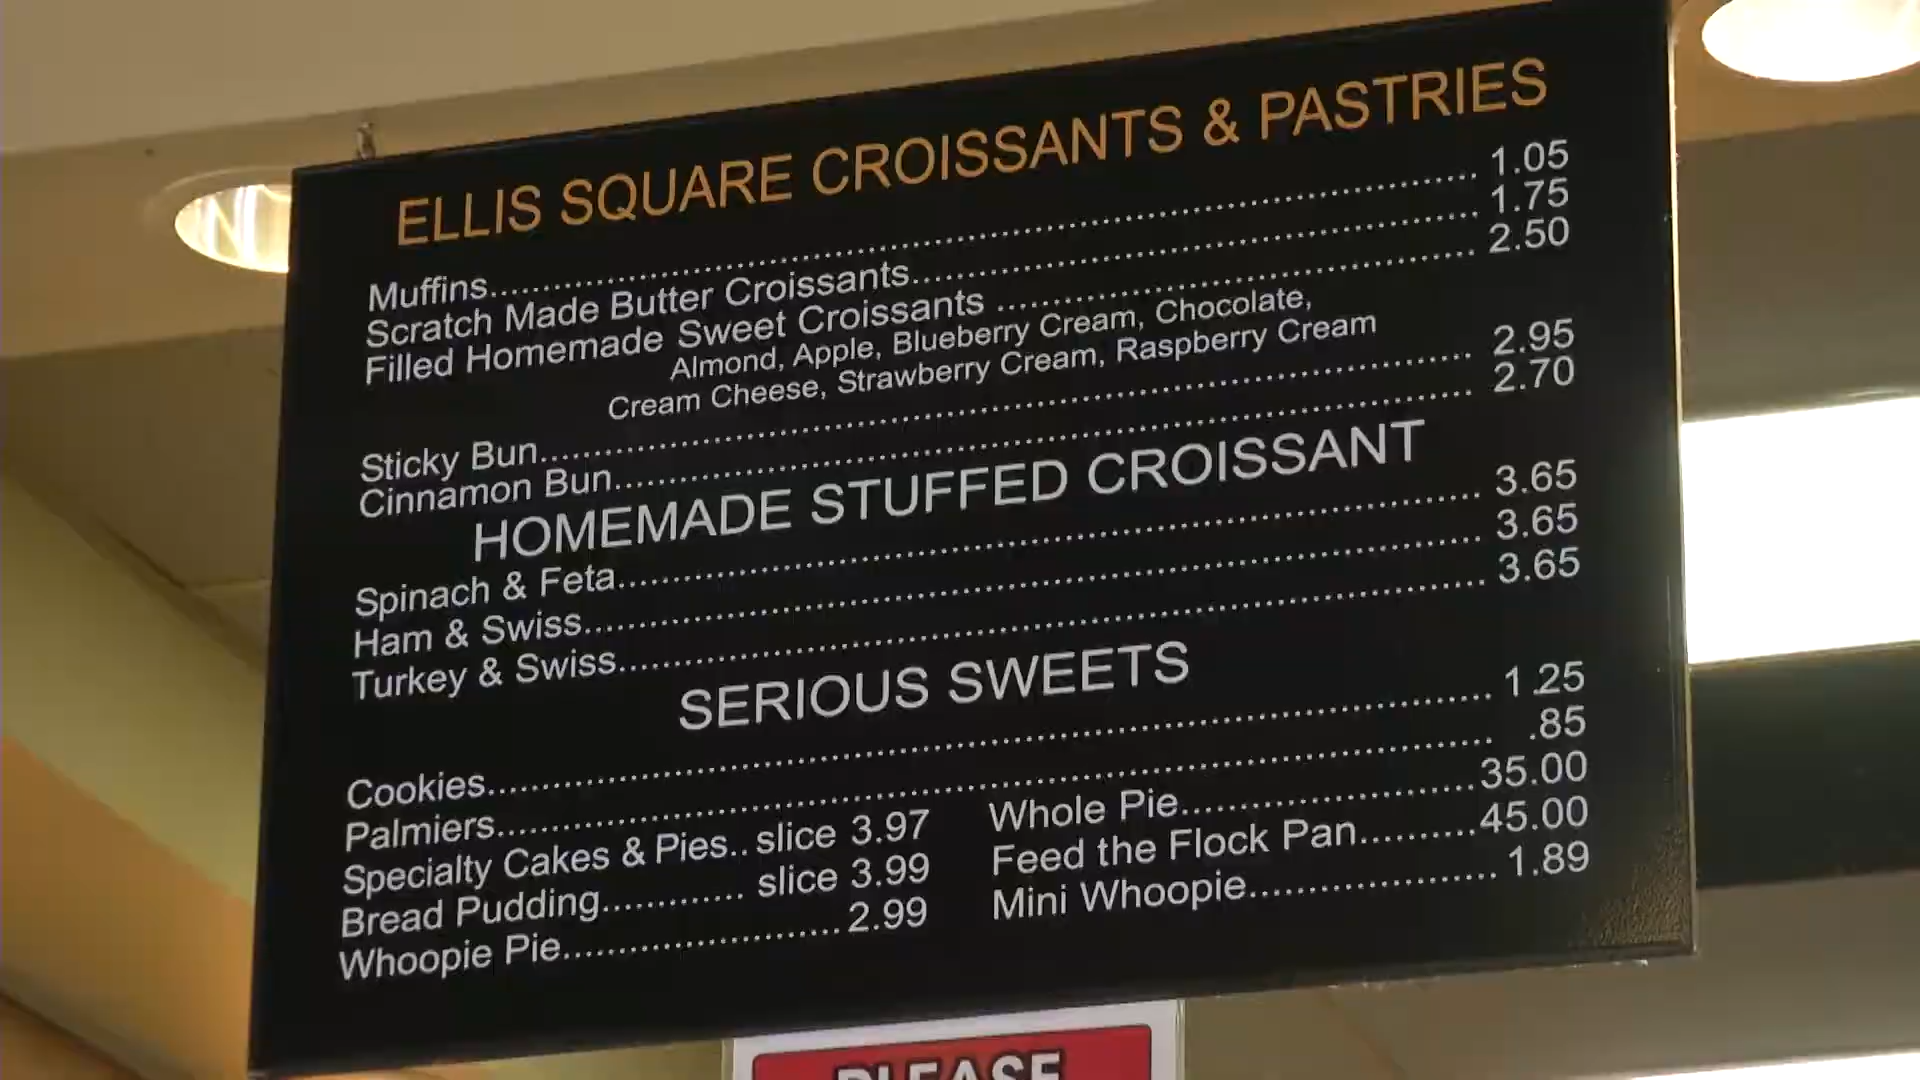 ELLIS SQUARE CROISSANTS & PASTRIES
Muffins........ 1.05
Scratch Made Butter Croissants........ 1.75
Filled Homemade Sweet Croissants ........ 2.50
Almond, Apple, Blueberry Cream, Chocolate,
Cream Cheese, Strawberry Cream, Raspberry Cream
Sticky Bun........ 2.95
Cinnamon Bun........ 2.70
HOMEMADE STUFFED CROISSANT
Spinach & Feta........ 3.65
Ham & Swiss........ 3.65
Turkey & Swiss........ 3.65
SERIOUS SWEETS
Cookies........ 1.25
Palmiers........ .85
Specialty Cakes & Pies.. slice 3.97 Whole Pie........35.00
Bread Pudding............. slice 3.99 Feed the Flock Pan..........45.00
Whoopie Pie........2.99 Mini Whoopie........ 1.89
PLEASE